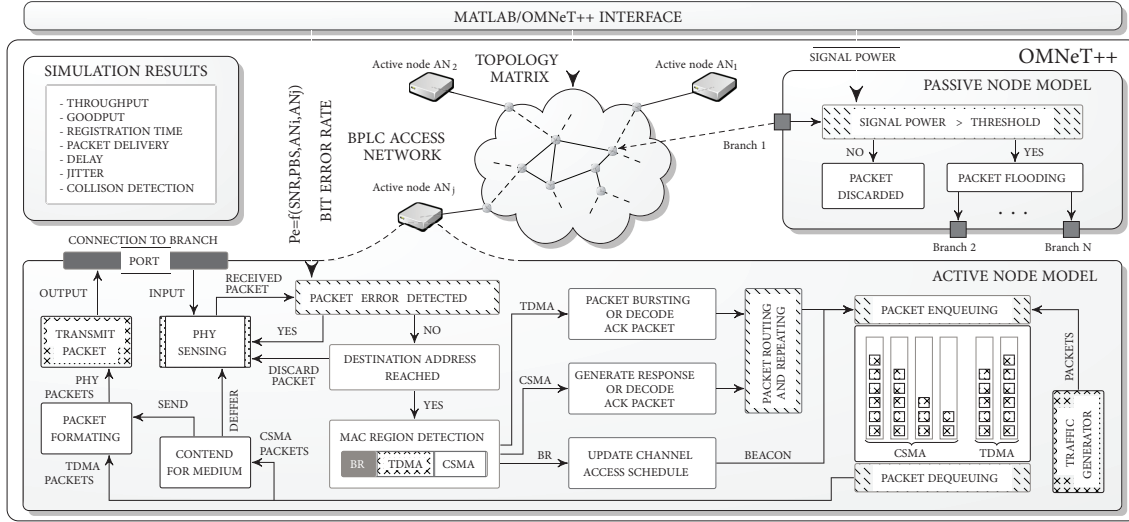 MATLAB/OMNeT++ INTERFACE
OMNeT++
SIMULATION RESULTS
- THROUGHPUT
- GOODPUT
- REGISTRATION TIME
- PACKET DELIVERY
- DELAY
- JITTER
- COLLISON DETECTION
Pe=f(SNR,PBS,ANi,ANj)
BIT ERROR RATE
Active node AN2
TOPOLOGY
MATRIX
Active node AN1
BPLC ACCESS
NETWORK
Active node ANj
SIGNAL POWER
PASSIVE NODE MODEL
SIGNAL POWER > THRESHOLD
Branch 1
NO
YES
PACKET
DISCARDED
PACKET FLOODING
. . .
Branch 2
Branch N
CONNECTION TO BRANCH
PORT
ACTIVE NODE MODEL
OUTPUT
INPUT
RECEIVED
PACKET
PACKET ERROR DETECTED
TRANSMIT
PACKET
PHY
SENSING
YES
NO
DISCARD
PACKET
DESTINATION ADDRESS
REACHED
YES
PHY
PACKETS
PACKET
FORMATING
SEND
DEFFER
CONTEND
FOR MEDIUM
CSMA
PACKETS
TDMA
PACKETS
MAC REGION DETECTION
BR
TDMA
CSMA
TDMA
PACKET BURSTING
OR DECODE
ACK PACKET
CSMA
GENERATE RESPONSE
OR DECODE
ACK PACKET
BR
UPDATE CHANNEL
ACCESS SCHEDULE
BEACON
PACKET ROUTING
AND REPEATING
PACKET ENQUEUING
CSMA
TDMA
PACKET DEQUEUING
PACKETS
TRAFFIC
GENERATOR